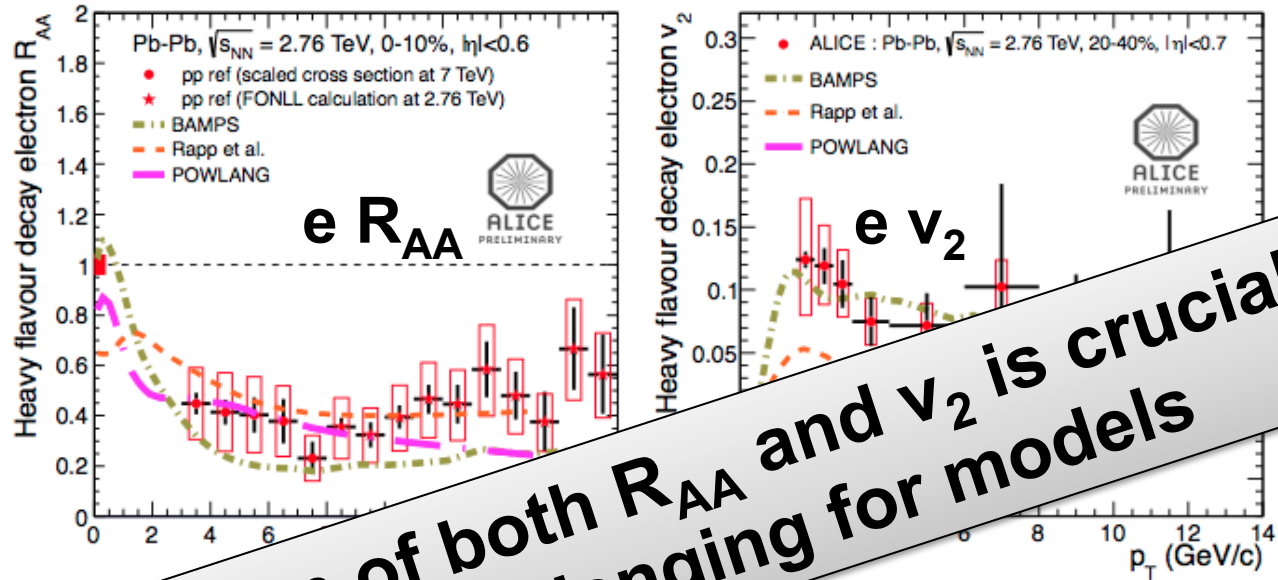 Heavy flavour decay electron R_AA
2
1.8
1.6
1.4
1.2
1
0.8
0.6
0.4
0.2
0
0 2 4
Pb-Pb, √s_NN = 2.76 TeV, 0-10%, |η|<0.6
pp ref (scaled cross section at 7 TeV)
pp ref (FONLL calculation at 2.76 TeV)
BAMPS
Rapp et al.
POWLANG
ALICE
PRELIMINARY
e R_AA
Heavy flavour decay electron v_2
0.3
0.25
0.2
0.15
0.1
0.05
ALICE : Pb-Pb, √s_NN = 2.76 TeV, 20-40%, |η|<0.7
BAMPS
Rapp et al.
POWLANG
ALICE
PRELIMINARY
e v_2
8 10 12 14
p_T (GeV/c)
of both R_AA and v_2 is crucial
for models